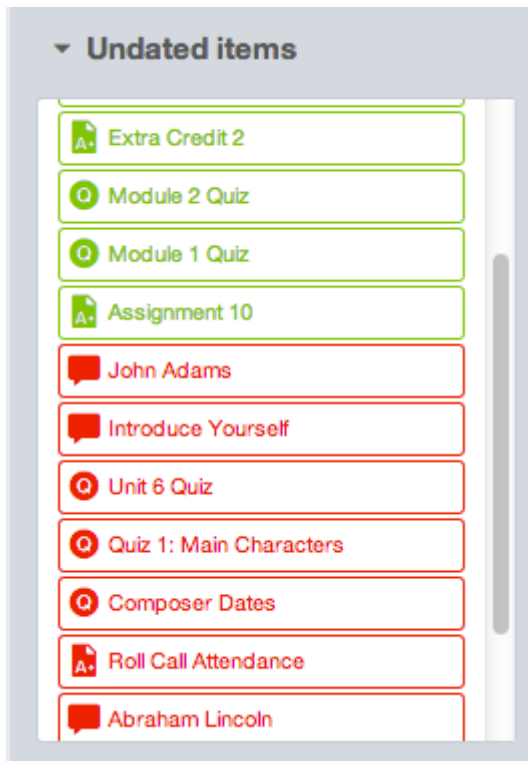 Undated items
A+ Extra Credit 2
Q Module 2 Quiz
Q Module 1 Quiz
A+ Assignment 10
John Adams
Introduce Yourself
Q Unit 6 Quiz
Q Quiz 1: Main Characters
Q Composer Dates
A+ Roll Call Attendance
Abraham Lincoln